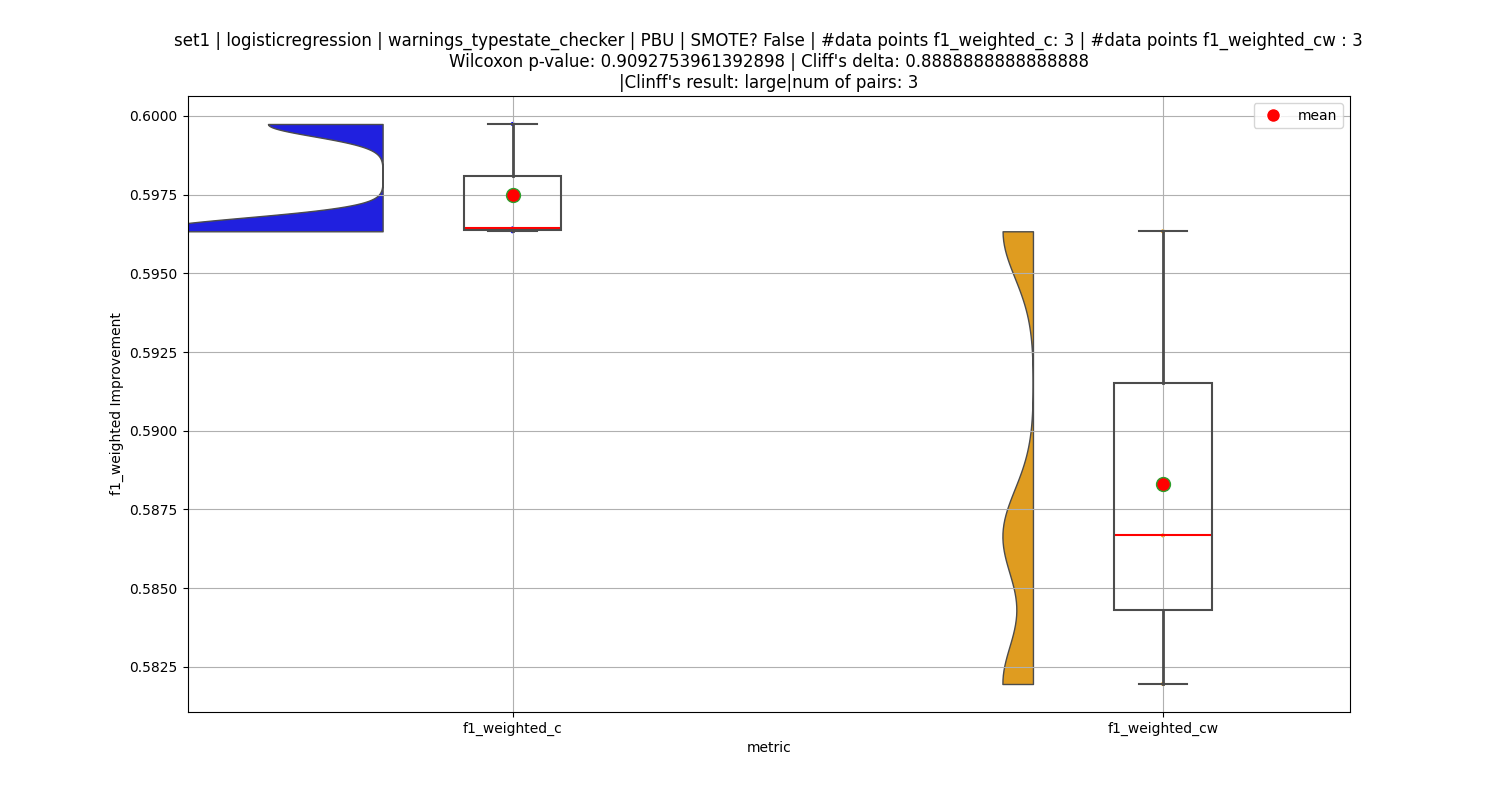 set1 | logisticregression | warnings_typestate_checker | PBU | SMOTE? False | #data points f1_weighted_c: 3 | #data points f1_weighted_cw : 3
Wilcoxon p-value: 0.9092753961392898 | Cliff's delta: 0.8888888888888888
|Clinff's result: large|num of pairs: 3
mean
0.6000
0.5975
0.5950
0.5925
0.5900
0.5875
0.5850
0.5825
f1_weighted Improvement
f1_weighted_c
f1_weighted_cw
metric